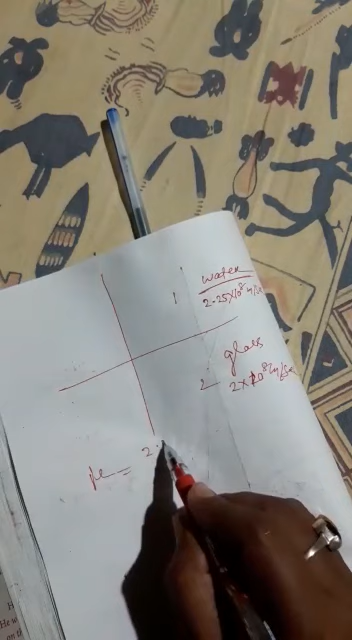 1 water
2.25×10⁸ m/sec
glass
2 2×10⁸ m/sec
μ = 2.